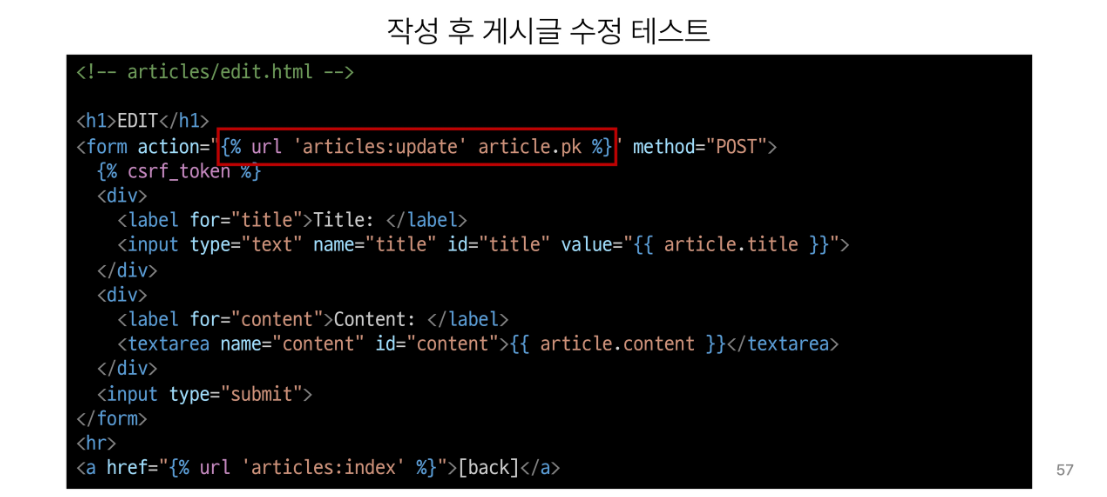 작성 후 게시글 수정 테스트
<!-- articles/edit.html -->
<h1>EDIT</h1>
<form action="{% url 'articles:update' article.pk %}" method="POST">
{% csrf_token %}
<div>
<label for="title">Title: </label>
<input type="text" name="title" id="title" value="{{ article.title }}">
</div>
<div>
<label for="content">Content: </label>
<textarea name="content" id="content">{{ article.content }}</textarea>
</div>
<input type="submit">
</form>
<hr>
<a href="{% url 'articles:index' %}">[back]</a>
57